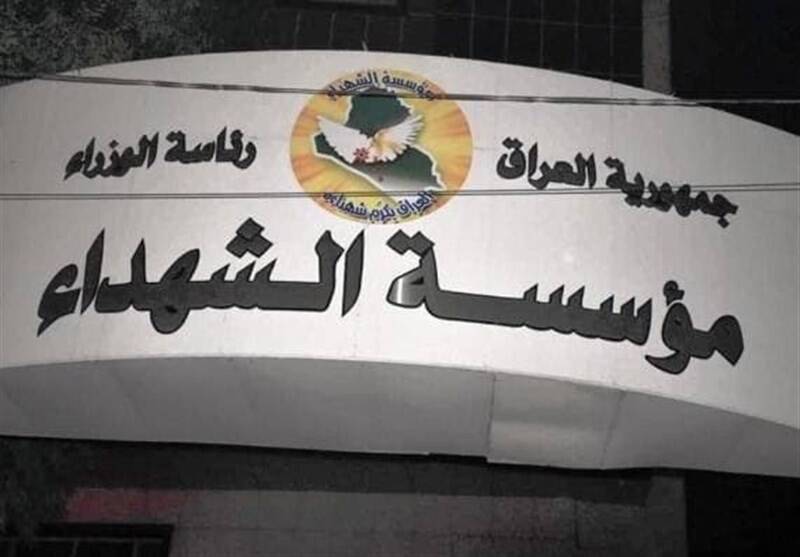 جمهورية العراق
مؤسسة الشهداء
العراق يكرم شهداءه
رئاسة الوزراء
مؤسسة الشهداء